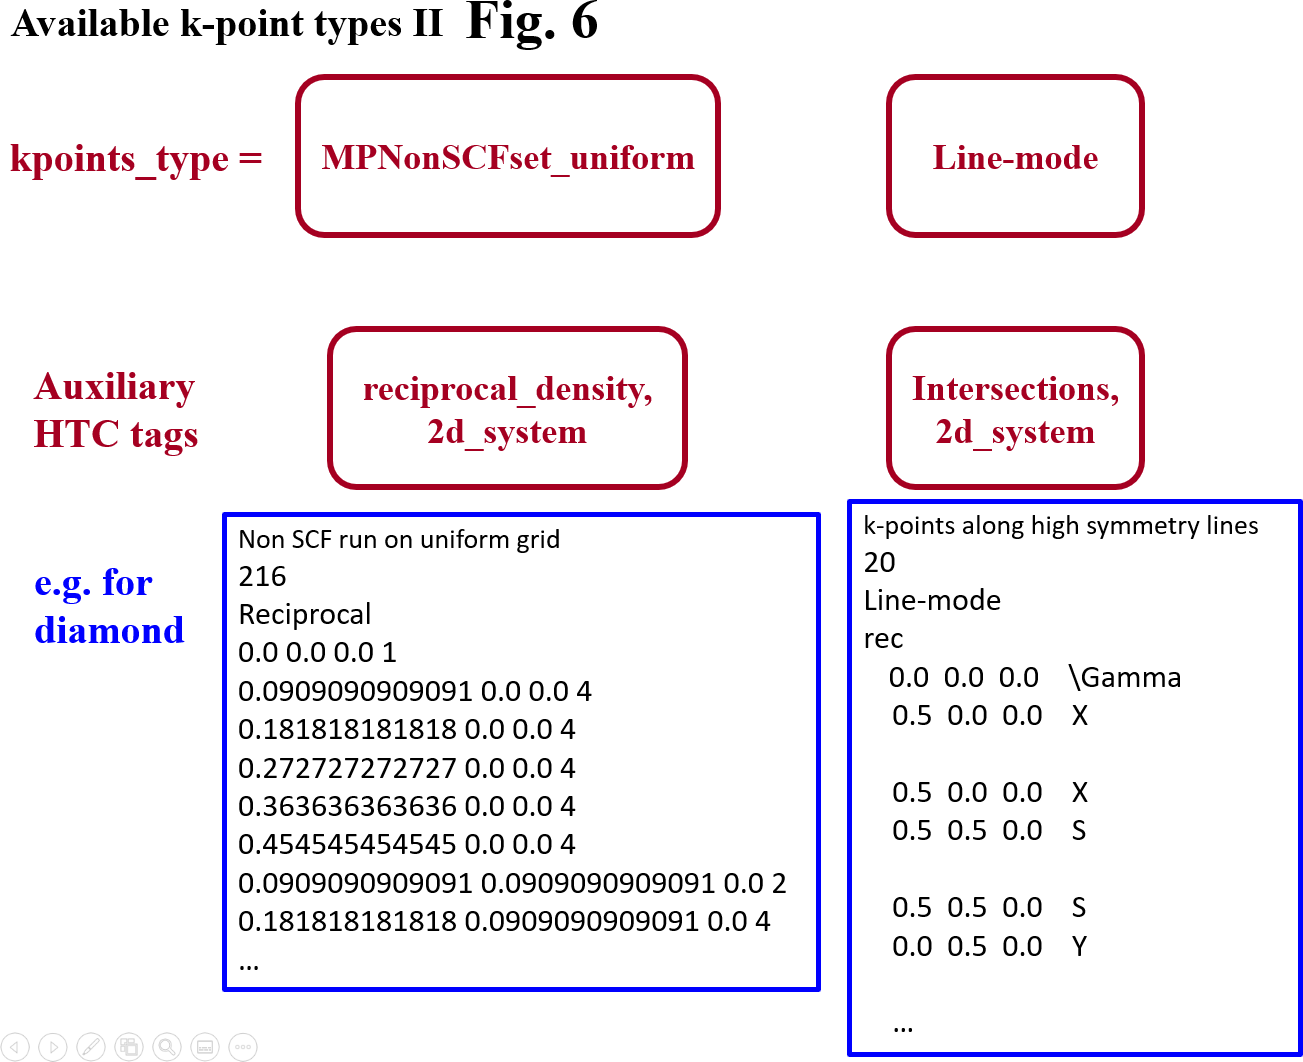 Available k-point types II Fig. 6
kpoints_type =
MPNonSCFset_uniform
Line-mode
Auxiliary
HTC tags
reciprocal_density,
2d_system
Intersections,
2d_system
e.g. for
diamond
Non SCF run on uniform grid
216
Reciprocal
0.0 0.0 0.0 1
0.0909090909091 0.0 0.0 4
0.181818181818 0.0 0.0 4
0.272727272727 0.0 0.0 4
0.363636363636 0.0 0.0 4
0.454545454545 0.0 0.0 4
0.0909090909091 0.0909090909091 0.0 2
0.181818181818 0.0909090909091 0.0 4
...
k-points along high symmetry lines
20
Line-mode
rec
0.0 0.0 0.0 \Gamma
0.5 0.0 0.0 X
0.5 0.0 0.0 X
0.5 0.5 0.0 S
0.5 0.5 0.0 S
0.0 0.5 0.0 Y
...